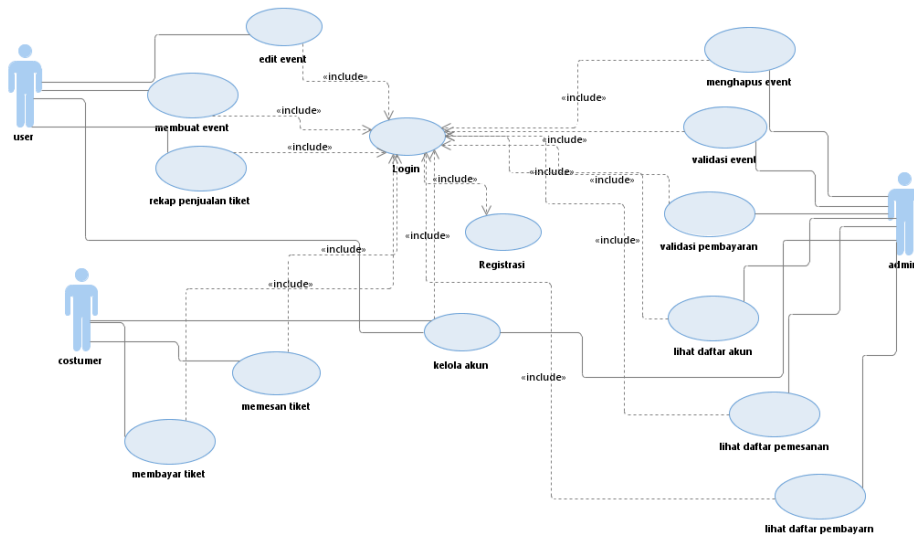 edit event
«include»
«include»
menghapus event
user
membuat event
«include»
«include»
«include»
Login
validasi event
rekap penjualan tiket
«include»
«include»
Registrasi
«include»
«include»
validasi pembayaran
admin
«include»
costumer
kelola akun
lihat daftar akun
memesan tiket
«include»
membayar tiket
lihat daftar pemesanan
lihat daftar pembayarn